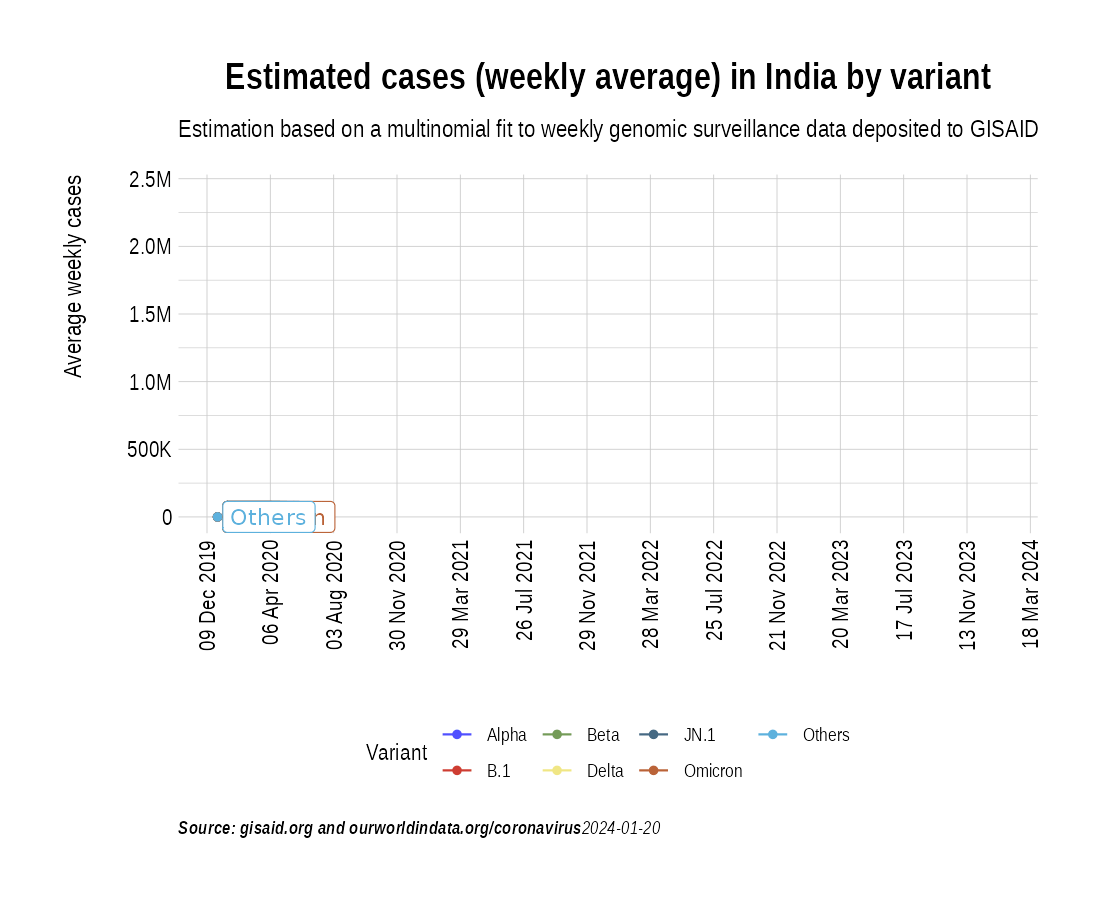 Estimated cases (weekly average) in India by variant
Estimation based on a multinomial fit to weekly genomic surveillance data deposited to GISAID
Average weekly cases
2.5M
2.0M
1.5M
1.0M
500K
0
Others
n
09 Dec 2019
06 Apr 2020
03 Aug 2020
30 Nov 2020
29 Mar 2021
26 Jul 2021
29 Nov 2021
28 Mar 2022
25 Jul 2022
21 Nov 2022
20 Mar 2023
17 Jul 2023
13 Nov 2023
18 Mar 2024
Variant
Alpha Beta JN.1 Others
B.1 Delta Omicron
Source: gisaid.org and ourworldindata.org/coronavirus2024-01-20